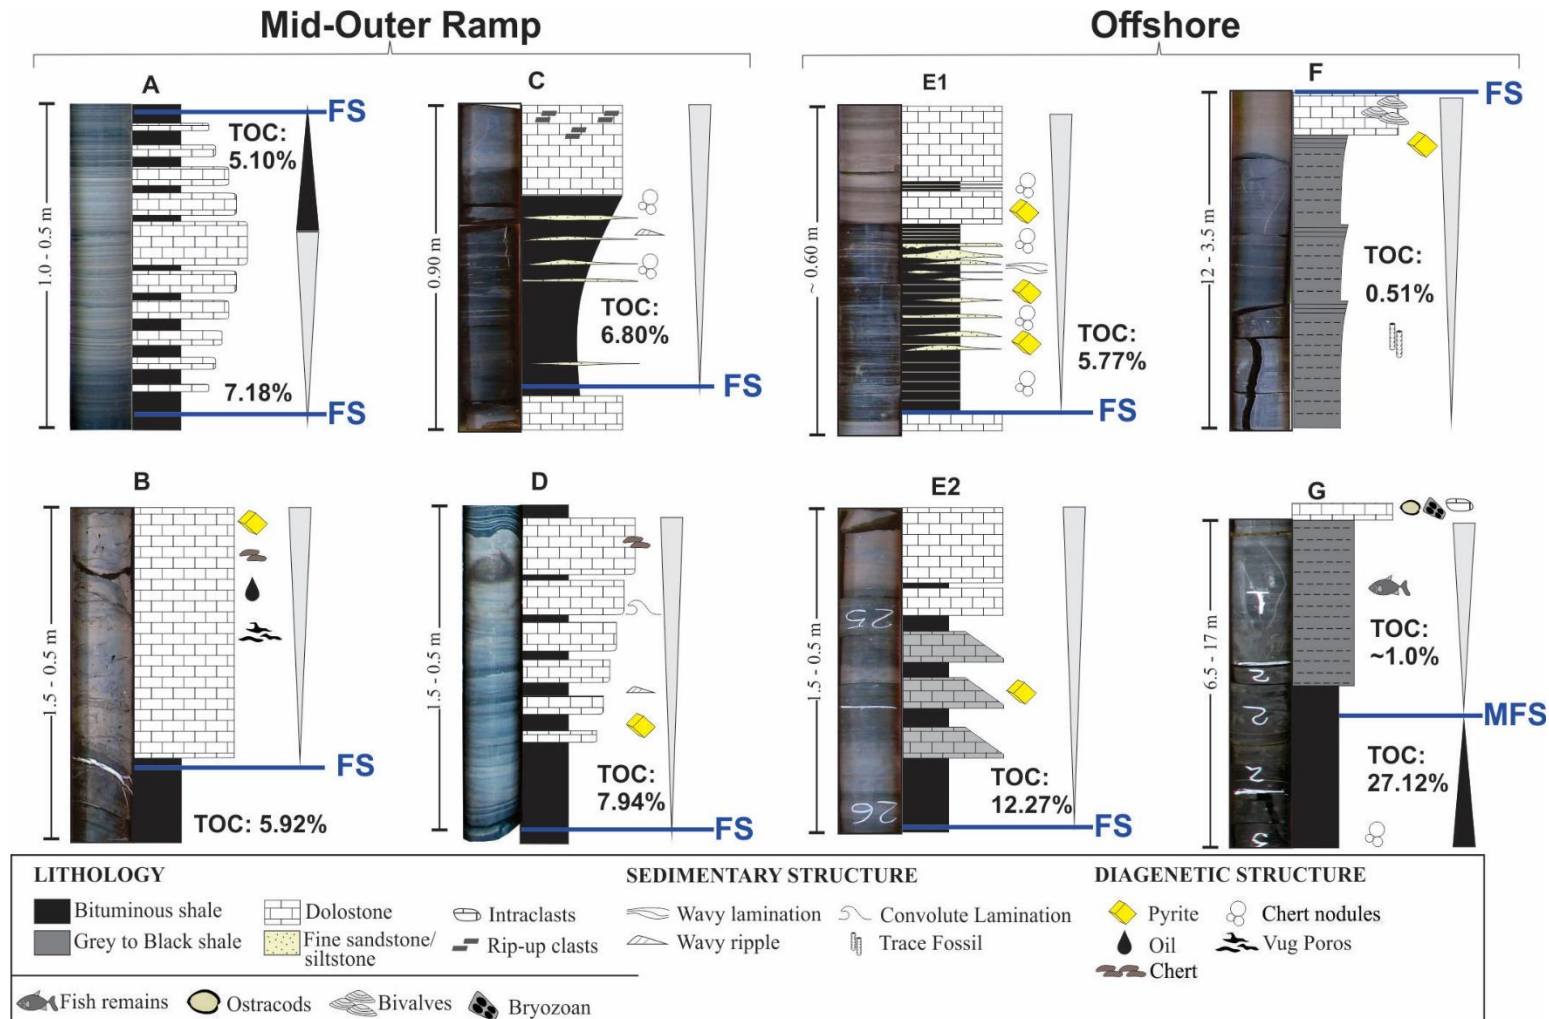 Mid-Outer Ramp
Offshore
A
FS
TOC:
5.10%
1.0 - 0.5 m
7.18%
FS
C
0.90 m
TOC:
6.80%
FS
E1
~ 0.60 m
TOC:
5.77%
FS
F
FS
12 - 3.5 m
TOC:
0.51%
B
1.5 - 0.5 m
FS
TOC: 5.92%
D
1.5 - 0.5 m
TOC:
7.94%
FS
E2
1.5 - 0.5 m
25
26
TOC:
12.27%
FS
G
6.5 - 17 m
TOC:
~1.0%
MFS
TOC:
27.12%
LITHOLOGY
Bituminous shale
Grey to Black shale
Dolostone
Fine sandstone/
siltstone
Intraclasts
Rip-up clasts
SEDIMENTARY STRUCTURE
Wavy lamination
Wavy ripple
Convolute Lamination
Trace Fossil
DIAGENETIC STRUCTURE
Pyrite
Oil
Chert
Chert nodules
Vug Poros
Fish remains
Ostracods
Bivalves
Bryozoan